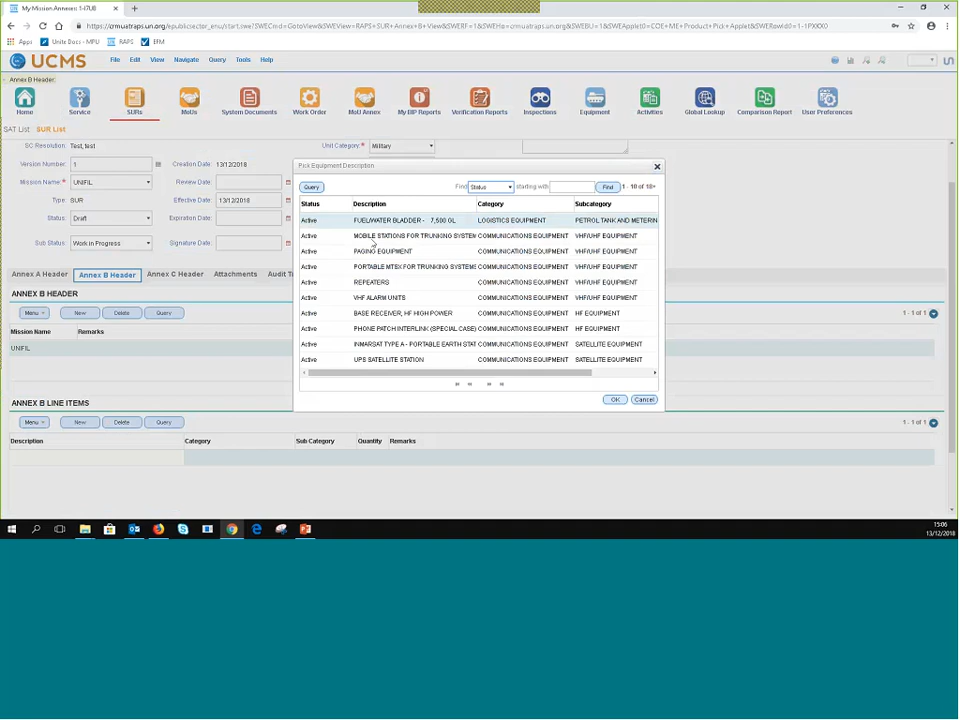 My Mission Annexes: 1-I7UB
https://crmuatraps.un.org/epublicsector_enu/start.swe?SWECmd=GotoView&SWEView=RAPS+SUR+Annex+B+View&SWERF=1&SWEHo=crmuatraps.un.org&SWEBU=1&SWEApplet0=COE+ME+Product+Pick+Applet&SWERowId0=1-1PXXX0
Apps Unite Docs - MPU RAPS EFM
UCMS File Edit View Navigate Query Tools Help
Annex B Header:
Home Service SURs MoUs System Documents Work Order MoU Annex My BIP Reports Verification Reports Inspections Equipment Activities Global Lookup Comparison Report User Preferences
SAT List SUR List
SC Resolution: Test, test Unit Category: * Military
Version Number: 1 Creation Date: 13/12/2018
Mission Name: * UNIFIL Review Date:
Type: SUR Effective Date: 13/12/2018
Status: Draft Expiration Date:
Sub Status: Work in Progress Signature Date:
Pick Equipment Description
Query Find Status starting with Find 1 - 10 of 10+
Status Description Category Subcategory
Active FUEL/WATER BLADDER - 7,500 GL LOGISTICS EQUIPMENT PETROL TANK AND METERIN
Active MOBILE STATIONS FOR TRUNKING SYSTEM COMMUNICATIONS EQUIPMENT VHF/UHF EQUIPMENT
Active PAGING EQUIPMENT COMMUNICATIONS EQUIPMENT VHF/UHF EQUIPMENT
Active PORTABLE MTSX FOR TRUNKING SYSTEMS COMMUNICATIONS EQUIPMENT VHF/UHF EQUIPMENT
Active REPEATERS COMMUNICATIONS EQUIPMENT VHF/UHF EQUIPMENT
Active VHF ALARM UNITS COMMUNICATIONS EQUIPMENT VHF/UHF EQUIPMENT
Active BASE RECEIVER, HF HIGH POWER COMMUNICATIONS EQUIPMENT HF EQUIPMENT
Active PHONE PATCH INTERLINK (SPECIAL CASE) COMMUNICATIONS EQUIPMENT HF EQUIPMENT
Active INMARSAT TYPE A - PORTABLE EARTH STAT COMMUNICATIONS EQUIPMENT SATELLITE EQUIPMENT
Active UPS SATELLITE STATION COMMUNICATIONS EQUIPMENT SATELLITE EQUIPMENT
OK Cancel
Annex A Header Annex B Header Annex C Header Attachments Audit Tr
ANNEX B HEADER
Menu New Delete Query 1 - 1 of 1
Mission Name Remarks
UNIFIL
ANNEX B LINE ITEMS
Menu New Delete Query 1 - 1 of 1
Description Category Sub Category Quantity Remarks
15:06
13/12/2018